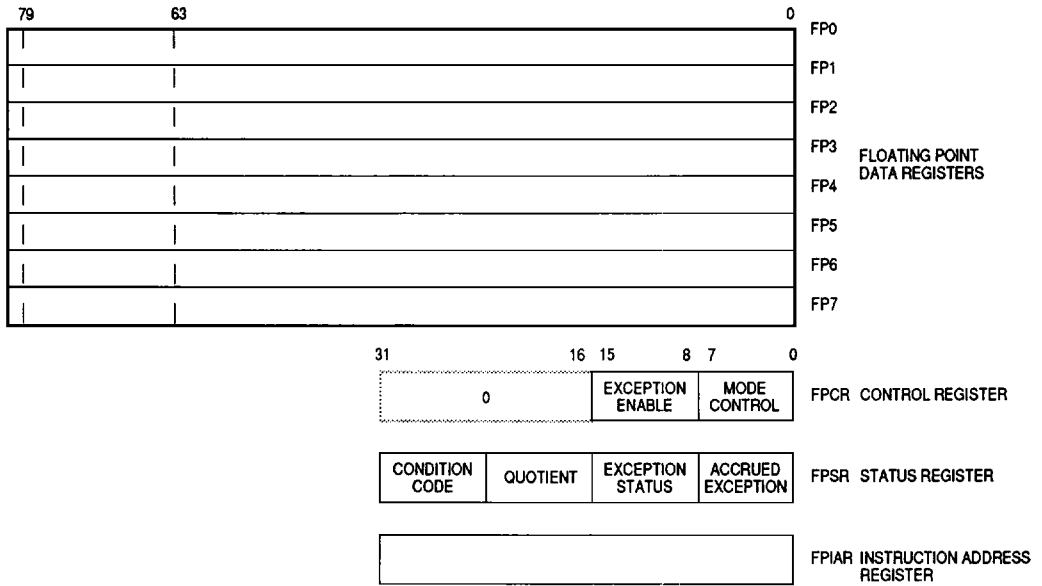 79 63 0
FP0
FP1
FP2
FP3
FLOATING POINT
DATA REGISTERS
FP4
FP5
FP6
FP7
31 16 15 8 7 0
0
EXCEPTION
ENABLE
MODE
CONTROL
FPCR CONTROL REGISTER
CONDITION
CODE
QUOTIENT
EXCEPTION
STATUS
ACCRUED
EXCEPTION
FPSR STATUS REGISTER
FPIAR INSTRUCTION ADDRESS
REGISTER